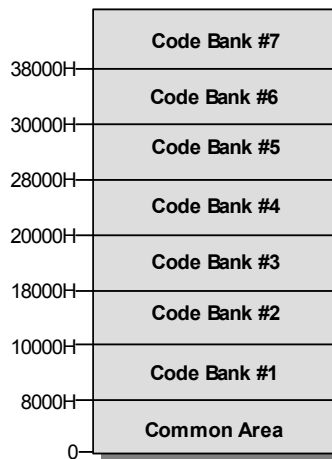 Code Bank #7
38000H
Code Bank #6
30000H
Code Bank #5
28000H
Code Bank #4
20000H
Code Bank #3
18000H
Code Bank #2
10000H
Code Bank #1
8000H
Common Area
0